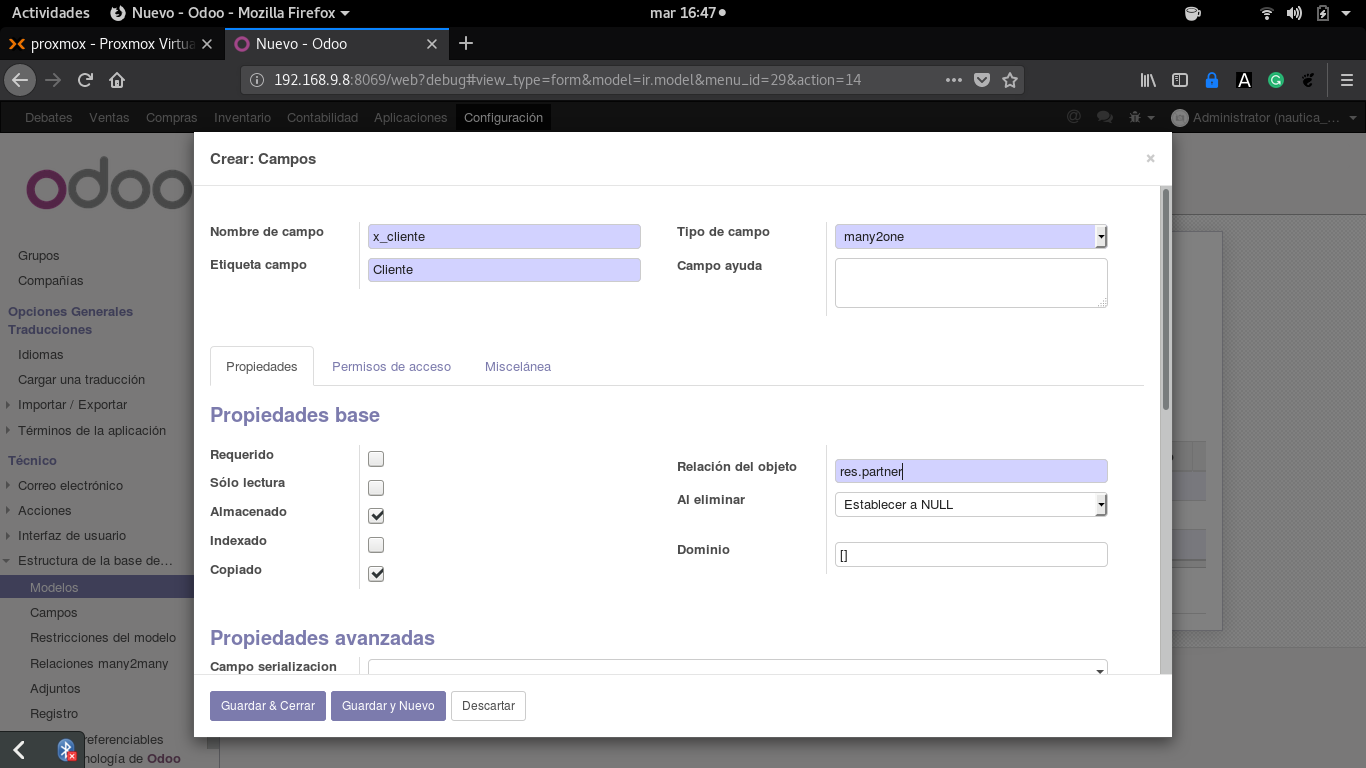 Actividades
Nuevo - Odoo - Mozilla Firefox
mar 16:47
proxmox - Proxmox Virtua
Nuevo - Odoo
192.168.9.8:8069/web?debug#view_type=form&model=ir.model&menu_id=29&action=14
Debates Ventas Compras Inventario Contabilidad Aplicaciones Configuración
@
Administrator (nautica_...
odoo
Grupos
Compañías
Opciones Generales
Traducciones
Idiomas
Cargar una traducción
Importar / Exportar
Términos de la aplicación
Técnico
Correo electrónico
Acciones
Interfaz de usuario
Estructura de la base de...
Modelos
Campos
Restricciones del modelo
Relaciones many2many
Adjuntos
Registro
referenciables
nología de Odoo
Crear: Campos
×
Nombre de campo
x_cliente
Tipo de campo
many2one
Etiqueta campo
Cliente
Campo ayuda
Propiedades
Permisos de acceso
Miscelánea
Propiedades base
Requerido
Sólo lectura
Almacenado
Indexado
Copiado
Relación del objeto
res.partner
Al eliminar
Establecer a NULL
Dominio
[]
Propiedades avanzadas
Campo serializacion
Guardar & Cerrar
Guardar y Nuevo
Descartar